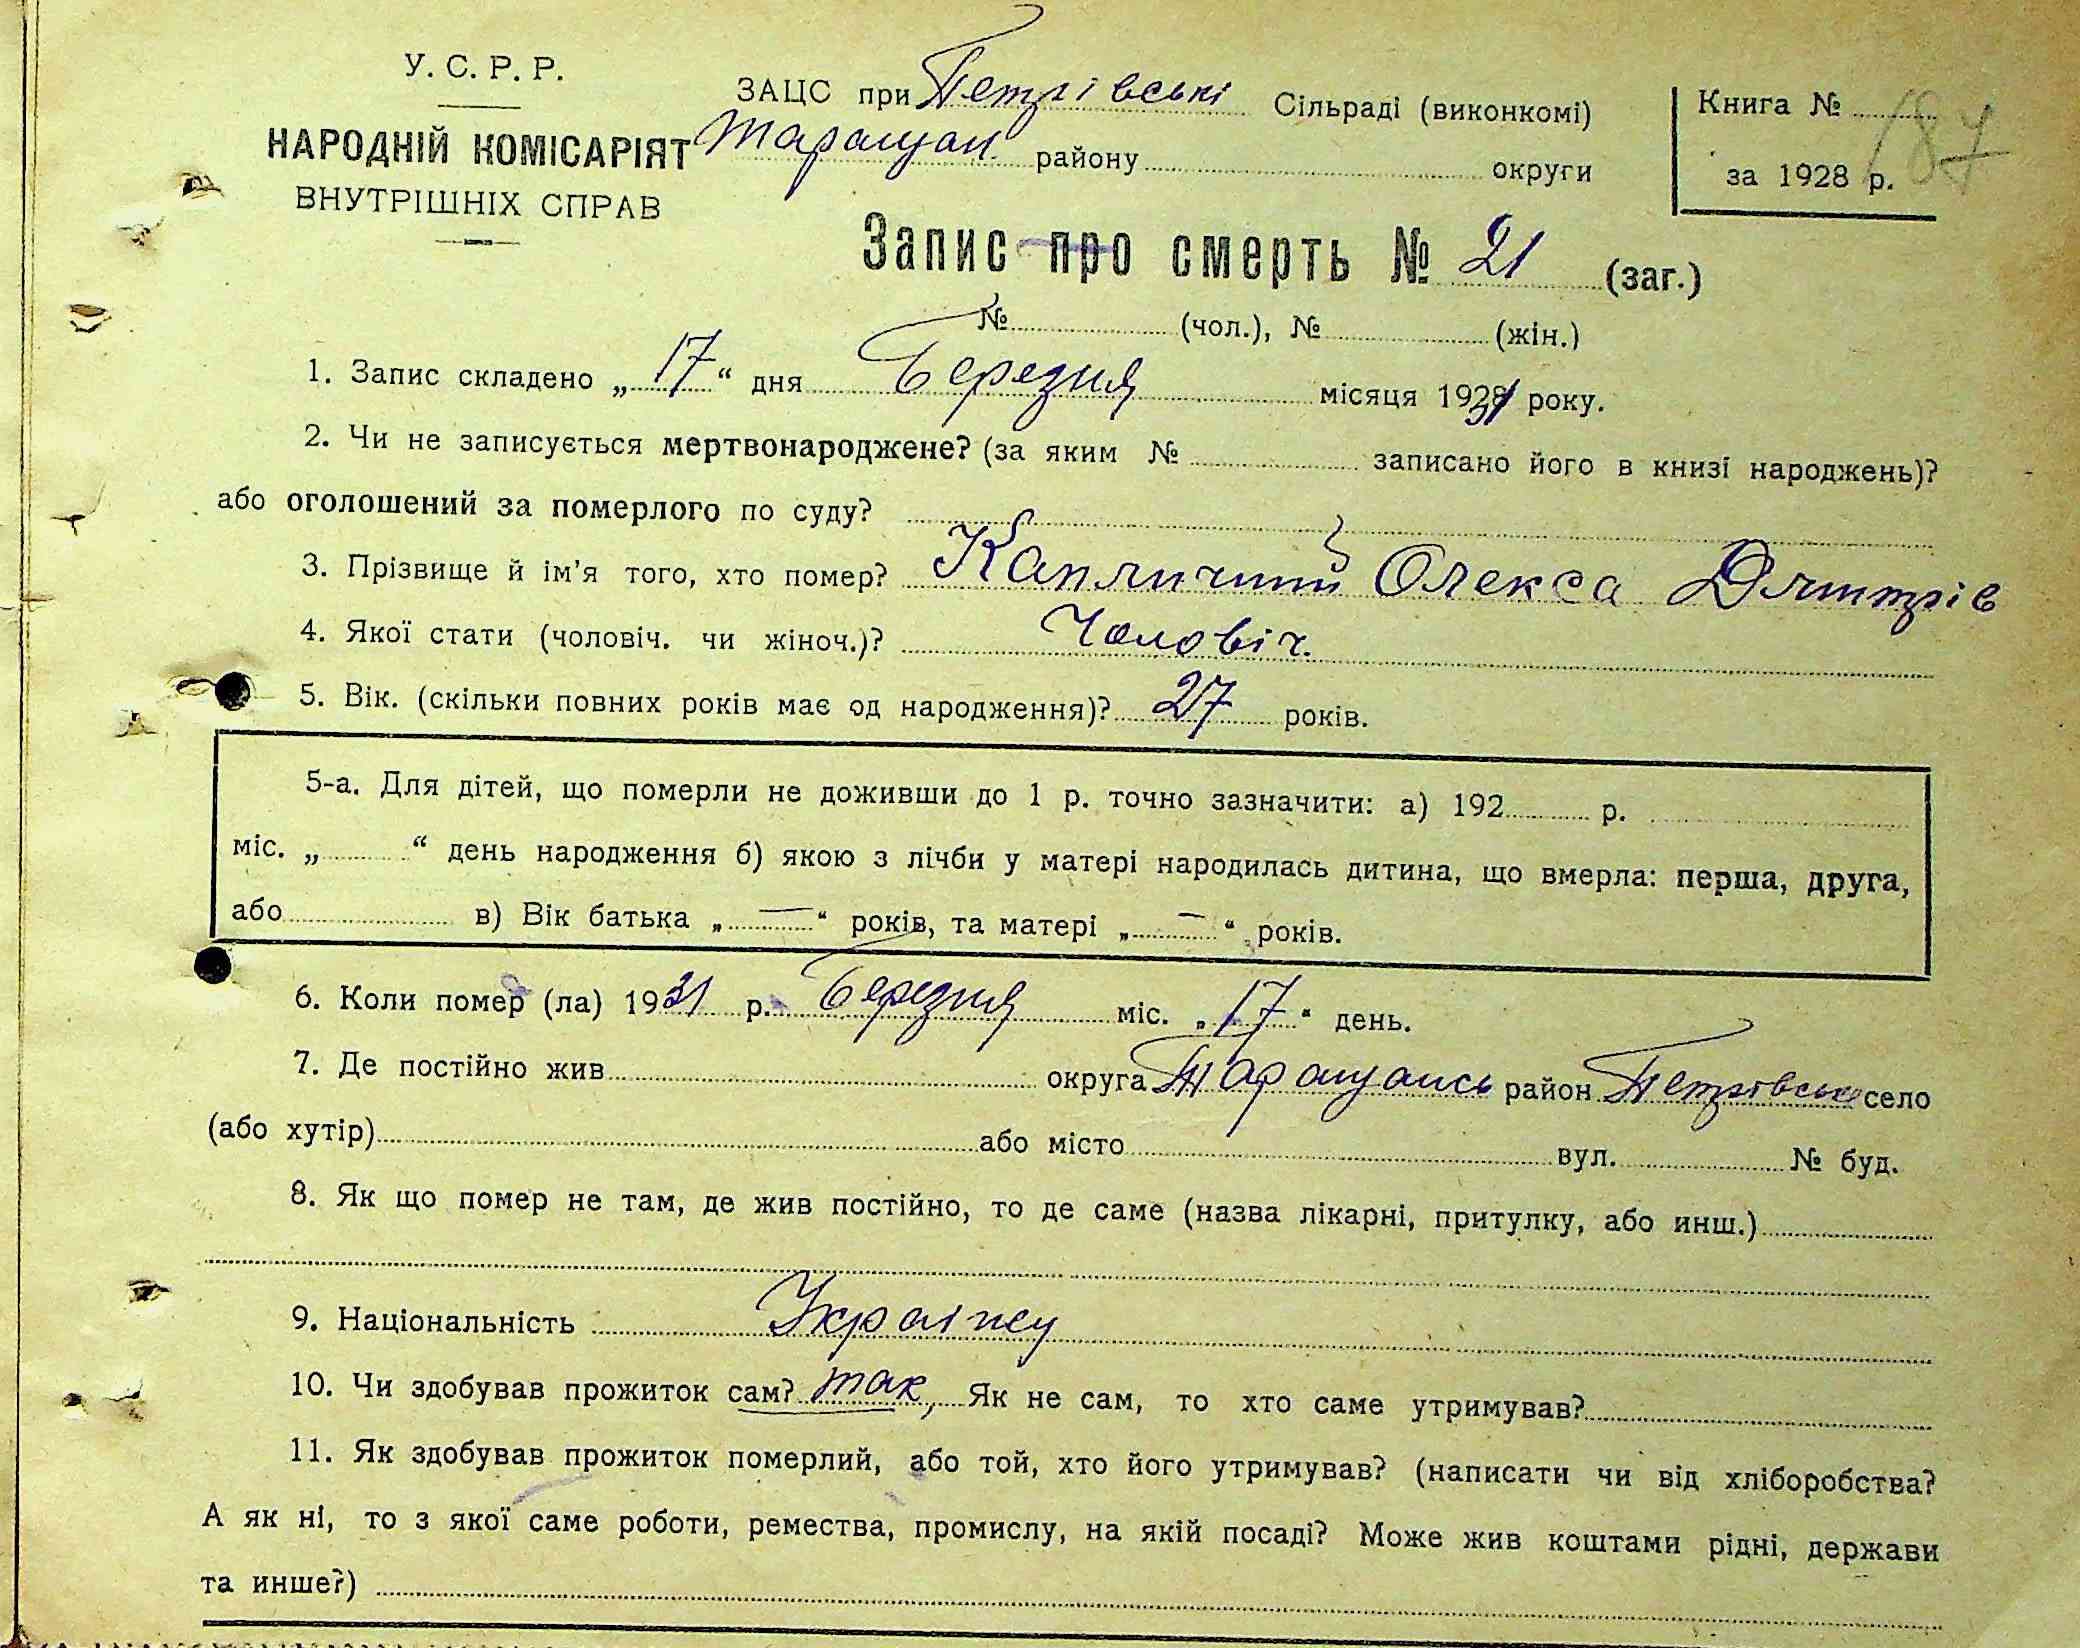 У. С. Р. Р.
НАРОДНІЙ КОМІСАРІЯТ
ВНУТРІШНІХ СПРАВ
ЗАЦС при Петрівські Сільраді (виконкомі)
Таращан. району округи
Книга №
за 1928 р.
187
Запис про смерть № 21 (заг.)
№ (чол.), № (жін.)
1. Запис складено „17“ дня Березня місяця 1931 року.
2. Чи не записується мертвонароджене? (за яким № записано його в книзі народжень)?
або оголошений за померлого по суду?
3. Прізвище й ім'я того, хто помер? Капличний Олекса Дмитрів
4. Якої стати (чоловіч. чи жіноч.)? Чоловіч.
5. Вік. (скільки повних років має од народження)? 27 років.
5-а. Для дітей, що померли не доживши до 1 р. точно зазначити: а) 192 р.
міс. „ “ день народження б) якою з лічби у матері народилась дитина, що вмерла: перша, друга,
або в) Вік батька „—“ років, та матері „—“ років.
6. Коли помер (ла) 1931 р. Березня міс. „17“ день.
7. Де постійно жив округа Таращансь район Петрівське село
(або хутір) або місто вул. № буд.
8. Як що помер не там, де жив постійно, то де саме (назва лікарні, притулку, або инш.)
9. Національність Украінец
10. Чи здобував прожиток сам? так, Як не сам, то хто саме утримував?
11. Як здобував прожиток померлий, або той, хто його утримував? (написати чи від хліборобства?
А як ні, то з якої саме роботи, ремества, промислу, на якій посаді? Може жив коштами рідні, держави
та инше?)